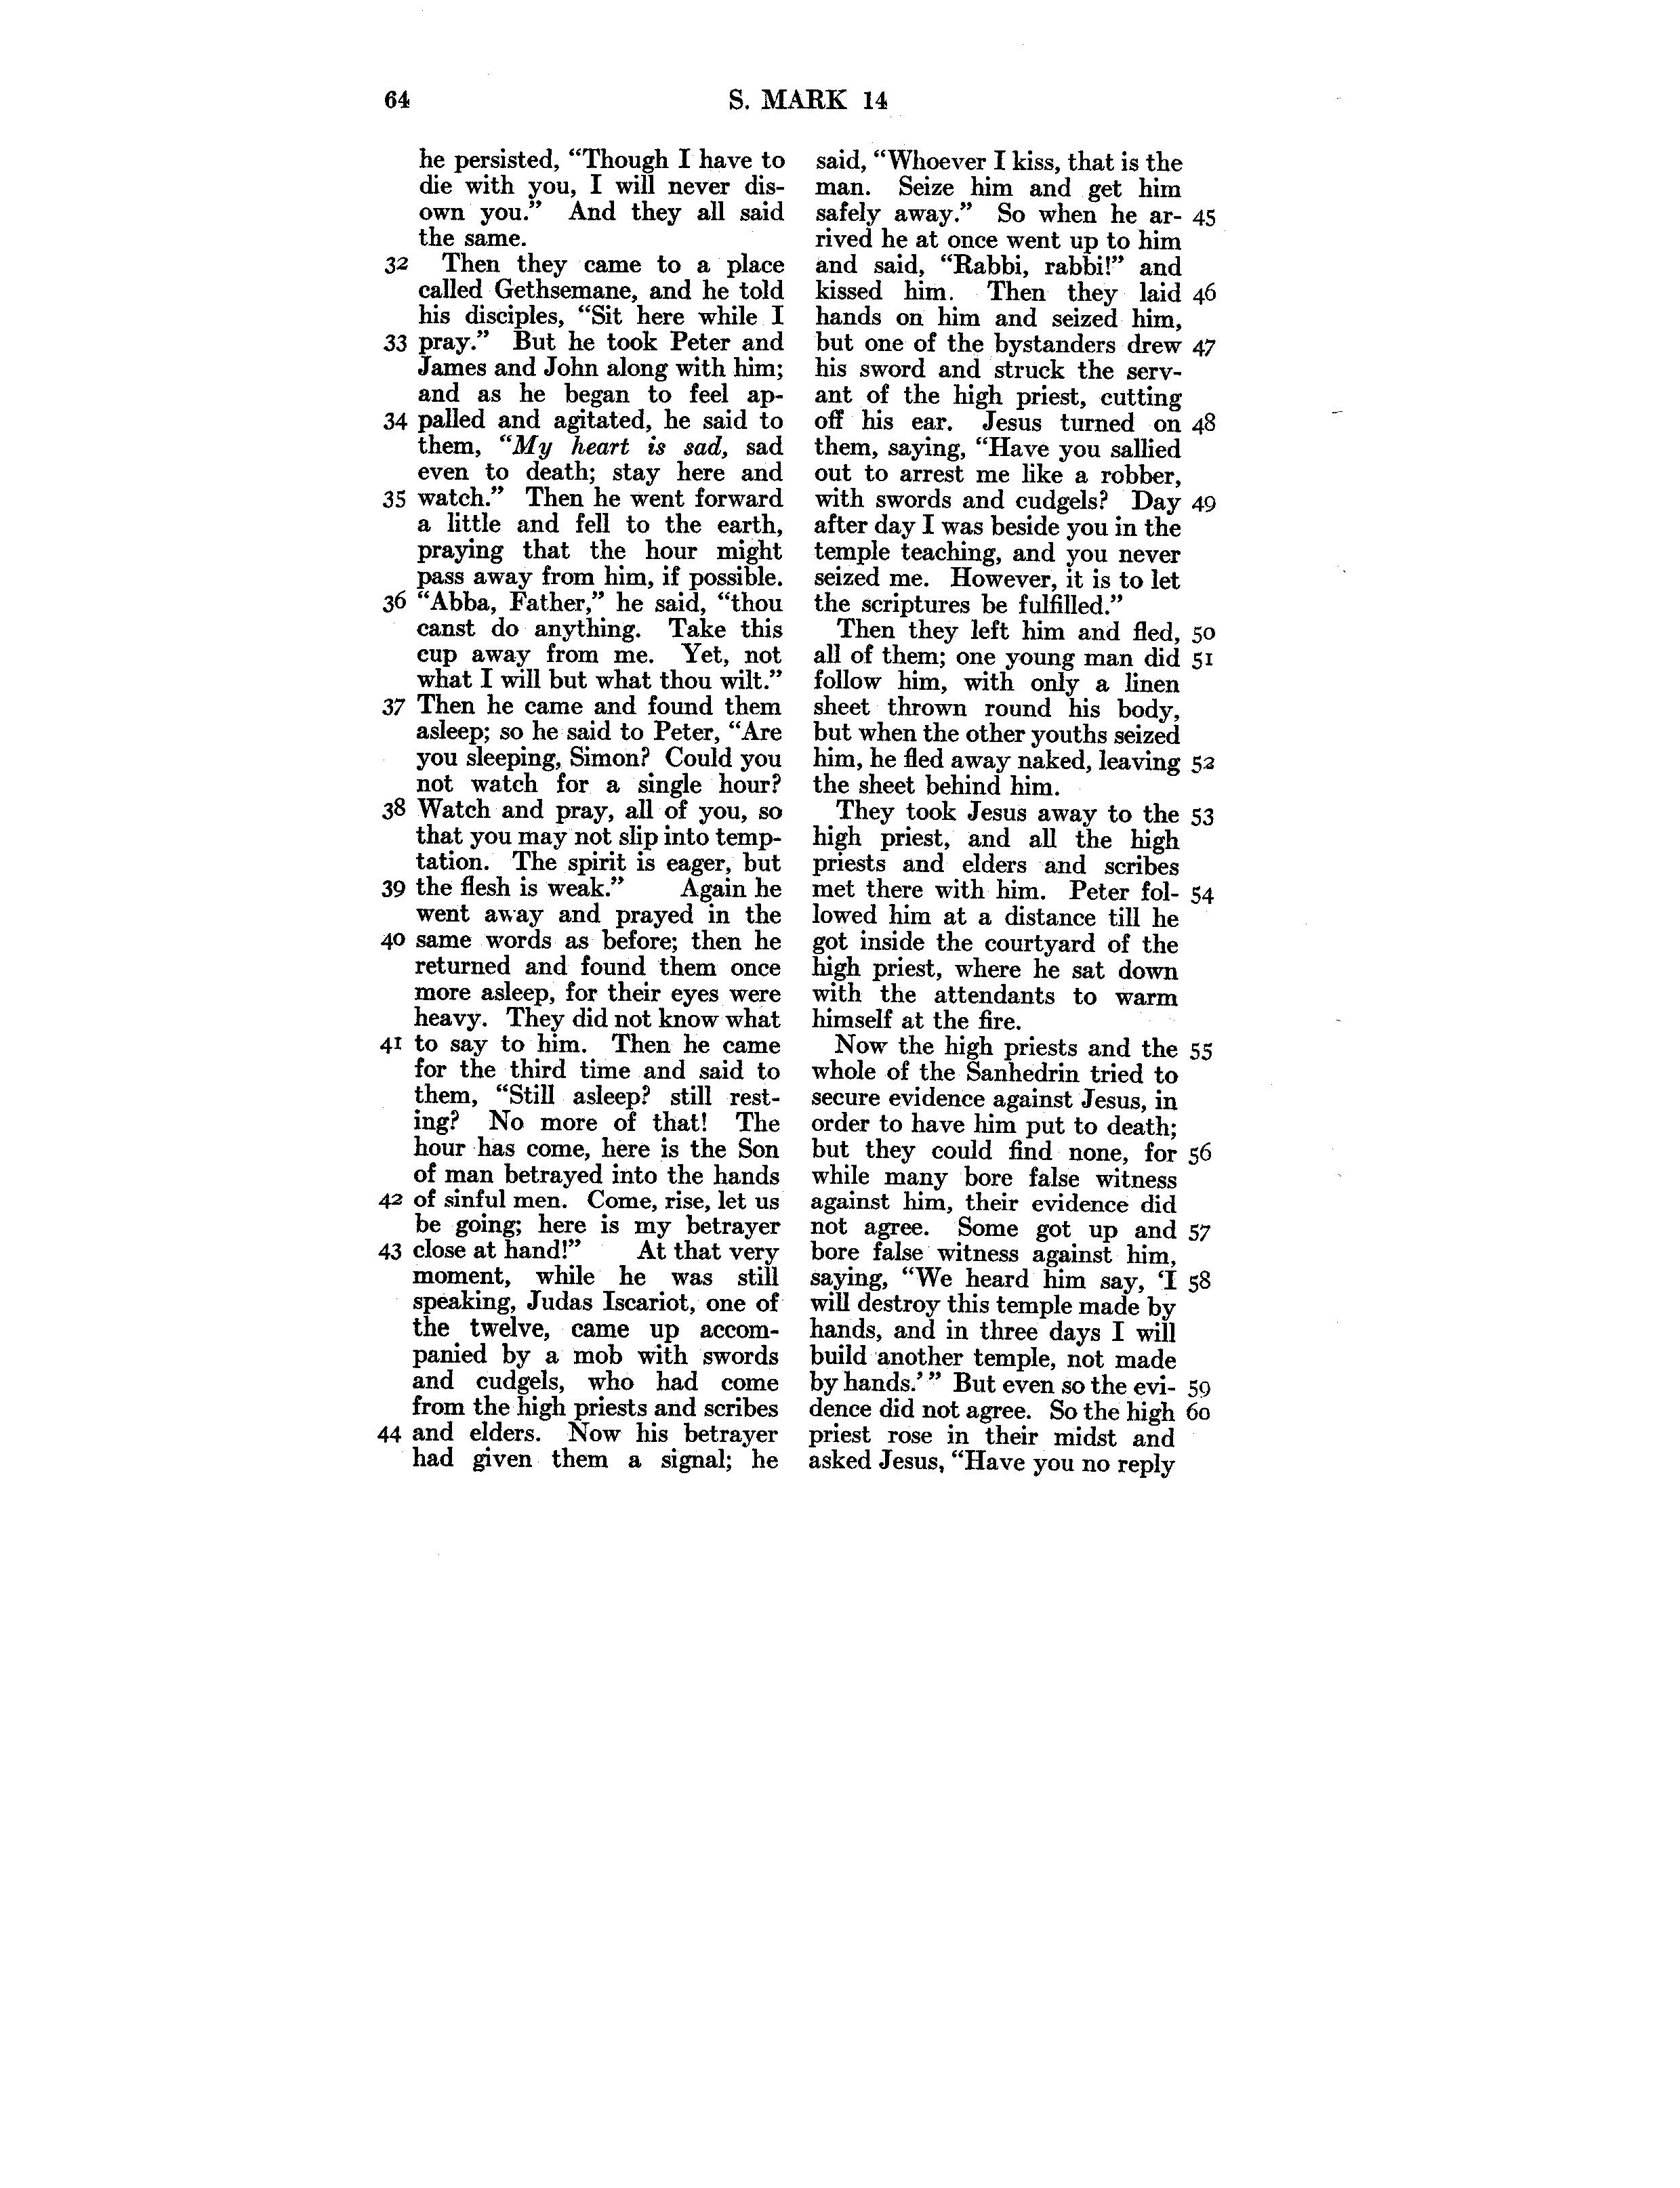 64
S. MARK 14
he persisted, “Though I have to
die with you, I will never dis-
own you.” And they all said
the same.
32 Then they came to a place
called Gethsemane, and he told
his disciples, “Sit here while I
33 pray.” But he took Peter and
James and John along with him;
and as he began to feel ap-
34 palled and agitated, he said to
them, “My heart is sad, sad
even to death; stay here and
35 watch.” Then he went forward
a little and fell to the earth,
praying that the hour might
pass away from him, if possible.
36 “Abba, Father,” he said, “thou
canst do anything. Take this
cup away from me. Yet, not
what I will but what thou wilt.”
37 Then he came and found them
asleep; so he said to Peter, “Are
you sleeping, Simon? Could you
not watch for a single hour?
38 Watch and pray, all of you, so
that you may not slip into temp-
tation. The spirit is eager, but
39 the flesh is weak.” Again he
went away and prayed in the
40 same words as before; then he
returned and found them once
more asleep, for their eyes were
heavy. They did not know what
41 to say to him. Then he came
for the third time and said to
them, “Still asleep? still rest-
ing? No more of that! The
hour has come, here is the Son
of man betrayed into the hands
42 of sinful men. Come, rise, let us
be going; here is my betrayer
43 close at hand!” At that very
moment, while he was still
speaking, Judas Iscariot, one of
the twelve, came up accom-
panied by a mob with swords
and cudgels, who had come
from the high priests and scribes
44 and elders. Now his betrayer
had given them a signal; he
said, “Whoever I kiss, that is the
man. Seize him and get him
safely away.” So when he ar- 45
rived he at once went up to him
and said, “Rabbi, rabbi!” and
kissed him. Then they laid 46
hands on him and seized him,
but one of the bystanders drew 47
his sword and struck the serv-
ant of the high priest, cutting
off his ear. Jesus turned on 48
them, saying, “Have you sallied
out to arrest me like a robber,
with swords and cudgels? Day 49
after day I was beside you in the
temple teaching, and you never
seized me. However, it is to let
the scriptures be fulfilled.”
Then they left him and fled, 50
all of them; one young man did 51
follow him, with only a linen
sheet thrown round his body,
but when the other youths seized
him, he fled away naked, leaving 52
the sheet behind him.
They took Jesus away to the 53
high priest, and all the high
priests and elders and scribes
met there with him. Peter fol- 54
lowed him at a distance till he
got inside the courtyard of the
high priest, where he sat down
with the attendants to warm
himself at the fire.
Now the high priests and the 55
whole of the Sanhedrin tried to
secure evidence against Jesus, in
order to have him put to death;
but they could find none, for 56
while many bore false witness
against him, their evidence did
not agree. Some got up and 57
bore false witness against him,
saying, “We heard him say, ‘I 58
will destroy this temple made by
hands, and in three days I will
build another temple, not made
by hands.’” But even so the evi- 59
dence did not agree. So the high 60
priest rose in their midst and
asked Jesus, “Have you no reply